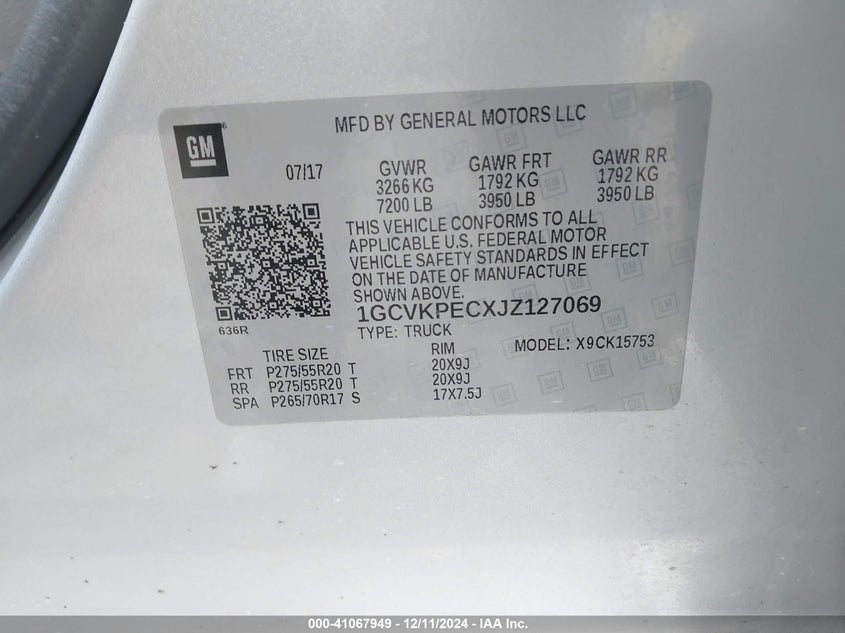 MFD BY GENERAL MOTORS LLC
GM
07/17
GVWR GAWR FRT GAWR RR
3266 KG 1792 KG 1792 KG
7200 LB 3950 LB 3950 LB
THIS VEHICLE CONFORMS TO ALL
APPLICABLE U.S. FEDERAL MOTOR
VEHICLE SAFETY STANDARDS IN EFFECT
ON THE DATE OF MANUFACTURE
SHOWN ABOVE.
1GCVKPECXJZ127069
636R
TYPE: TRUCK
MODEL: X9CK15753
TIRE SIZE RIM
FRT P275/55R20 T 20X9J
RR P275/55R20 T 20X9J
SPA P265/70R17 S 17X7.5J
000-41067949 - 12/11/2024 - IAA Inc.